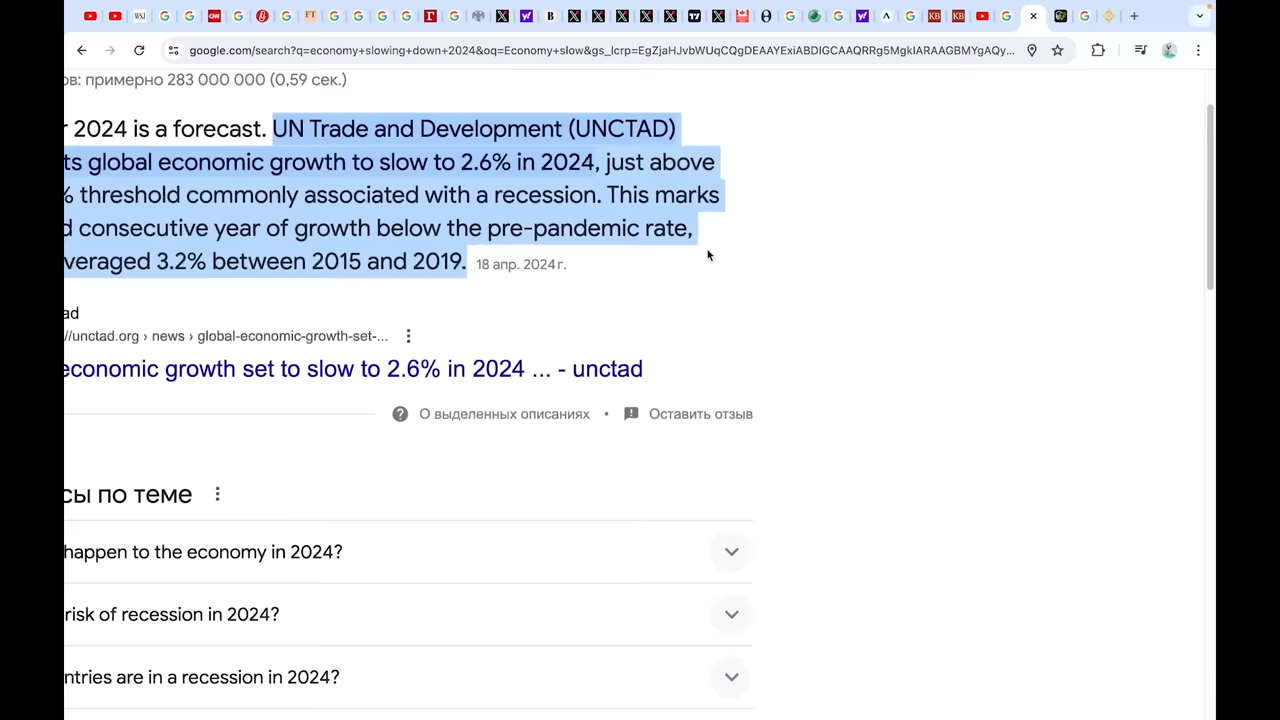 google.com/search?q=economy+slowing+down+2024&oq=Economy+slow&gs_lcrp=EgZjaHJvbWUqCQgDEAAYExiABDIGCAAQRRg5MgkIARAAGBMYgAQy...
ов: примерно 283 000 000 (0,59 сек.)
r 2024 is a forecast. UN Trade and Development (UNCTAD)
ts global economic growth to slow to 2.6% in 2024, just above
% threshold commonly associated with a recession. This marks
d consecutive year of growth below the pre-pandemic rate,
veraged 3.2% between 2015 and 2019. 18 апр. 2024 г.
ad
//unctad.org › news › global-economic-growth-set-...
economic growth set to slow to 2.6% in 2024 ... - unctad
О выделенных описаниях • Оставить отзыв
сы по теме
happen to the economy in 2024?
risk of recession in 2024?
ntries are in a recession in 2024?